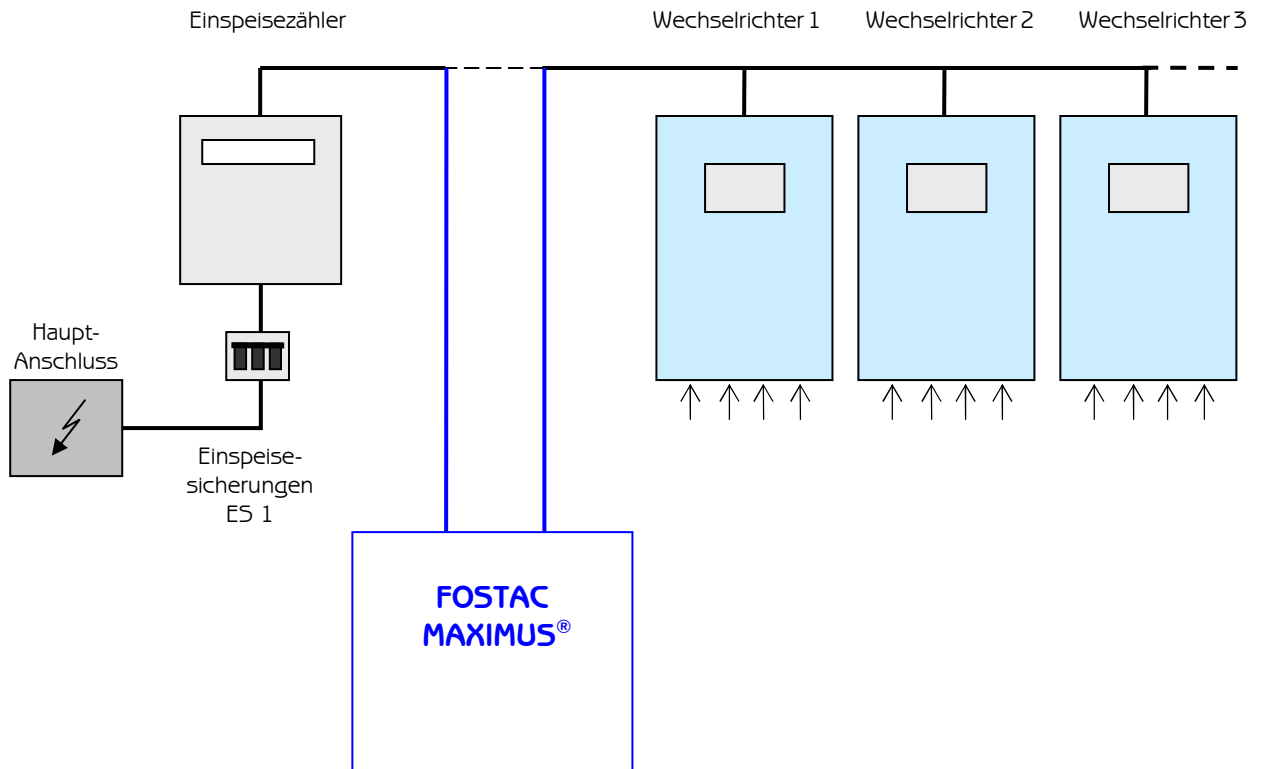 Einspeisezähler
Wechselrichter 1
Wechselrichter 2
Wechselrichter 3
Haupt-
Anschluss
Einspeise-
sicherungen
ES 1
FOSTAC
MAXIMUS®